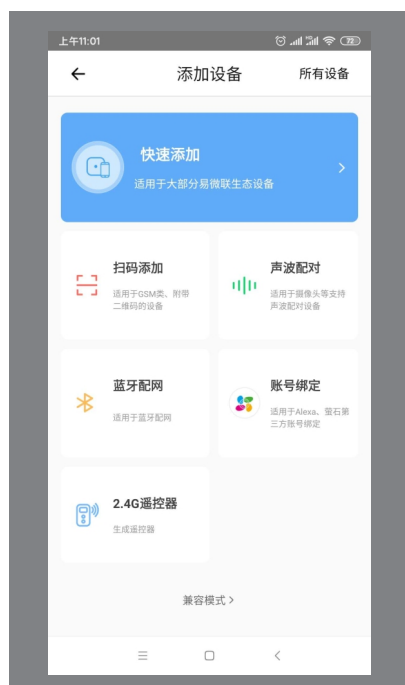 上午11:01
72
添加设备
所有设备
快速添加
适用于大部分易微联生态设备
扫码添加
适用于GSM类、附带
二维码的设备
声波配对
适用于摄像头等支持
声波配对设备
蓝牙配网
适用于蓝牙配网
账号绑定
适用于Alexa、萤石第
三方账号绑定
2.4G遥控器
生成遥控器
兼容模式